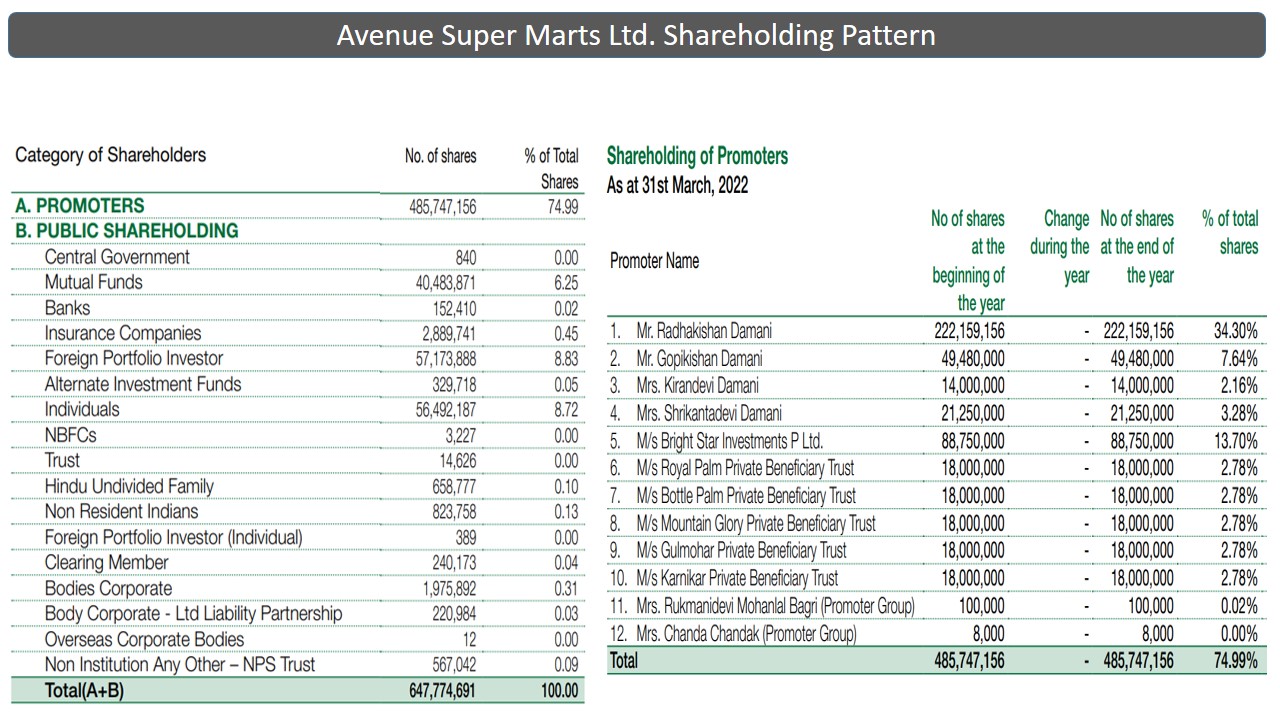 Avenue Super Marts Ltd. Shareholding Pattern
Category of Shareholders No. of shares % of Total Shares
A. PROMOTERS 485,747,156 74.99
B. PUBLIC SHAREHOLDING
Central Government 840 0.00
Mutual Funds 40,483,871 6.25
Banks 152,410 0.02
Insurance Companies 2,889,741 0.45
Foreign Portfolio Investor 57,173,888 8.83
Alternate Investment Funds 329,718 0.05
Individuals 56,492,187 8.72
NBFCs 3,227 0.00
Trust 14,626 0.00
Hindu Undivided Family 658,777 0.10
Non Resident Indians 823,758 0.13
Foreign Portfolio Investor (Individual) 389 0.00
Clearing Member 240,173 0.04
Bodies Corporate 1,975,892 0.31
Body Corporate - Ltd Liability Partnership 220,984 0.03
Overseas Corporate Bodies 12 0.00
Non Institution Any Other – NPS Trust 567,042 0.09
Total(A+B) 647,774,691 100.00
Shareholding of Promoters
As at 31st March, 2022
Promoter Name No of shares at the beginning of the year Change during the year No of shares at the end of the year % of total shares
1. Mr. Radhakishan Damani 222,159,156 - 222,159,156 34.30%
2. Mr. Gopikishan Damani 49,480,000 - 49,480,000 7.64%
3. Mrs. Kirandevi Damani 14,000,000 - 14,000,000 2.16%
4. Mrs. Shrikantadevi Damani 21,250,000 - 21,250,000 3.28%
5. M/s Bright Star Investments P Ltd. 88,750,000 - 88,750,000 13.70%
6. M/s Royal Palm Private Beneficiary Trust 18,000,000 - 18,000,000 2.78%
7. M/s Bottle Palm Private Beneficiary Trust 18,000,000 - 18,000,000 2.78%
8. M/s Mountain Glory Private Beneficiary Trust 18,000,000 - 18,000,000 2.78%
9. M/s Gulmohar Private Beneficiary Trust 18,000,000 - 18,000,000 2.78%
10. M/s Karnikar Private Beneficiary Trust 18,000,000 - 18,000,000 2.78%
11. Mrs. Rukmanidevi Mohanlal Bagri (Promoter Group) 100,000 - 100,000 0.02%
12. Mrs. Chanda Chandak (Promoter Group) 8,000 - 8,000 0.00%
Total 485,747,156 - 485,747,156 74.99%